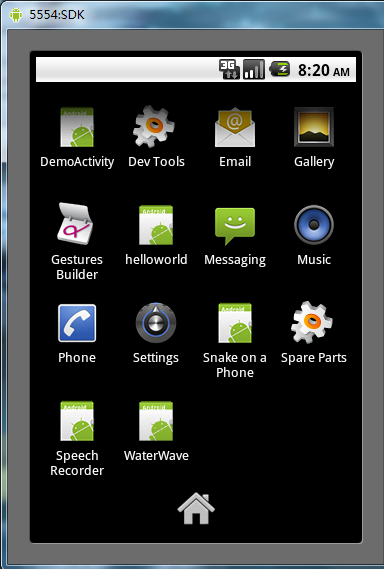 5554:SDK
3G 8:20 AM
DemoActivity Dev Tools Email Gallery
Gestures Builder helloworld Messaging Music
Phone Settings Snake on a Phone Spare Parts
Speech Recorder WaterWave